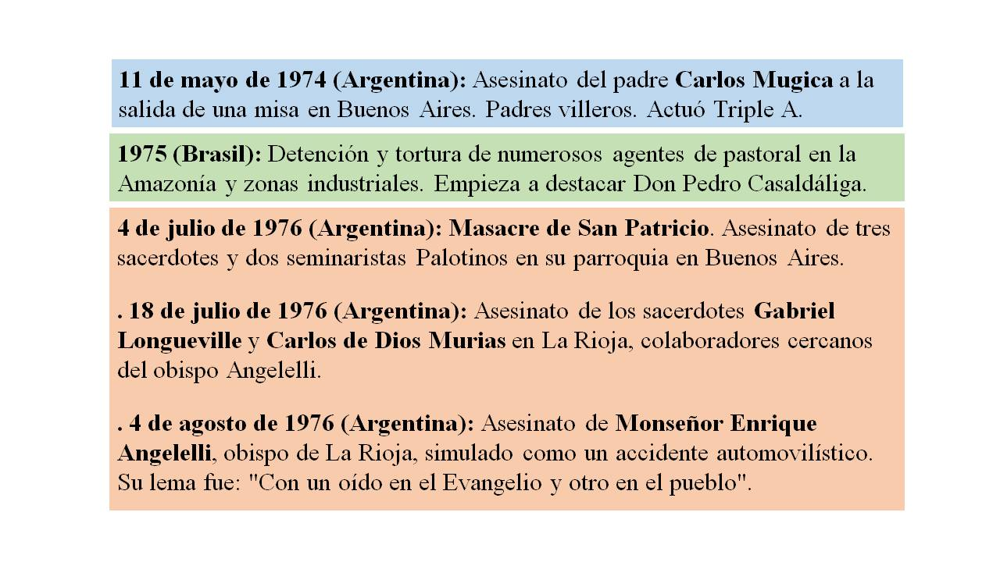 11 de mayo de 1974 (Argentina): Asesinato del padre Carlos Mugica a la
salida de una misa en Buenos Aires. Padres villeros. Actuó Triple A.
1975 (Brasil): Detención y tortura de numerosos agentes de pastoral en la
Amazonía y zonas industriales. Empieza a destacar Don Pedro Casaldáliga.
4 de julio de 1976 (Argentina): Masacre de San Patricio. Asesinato de tres
sacerdotes y dos seminaristas Palotinos en su parroquia en Buenos Aires.
. 18 de julio de 1976 (Argentina): Asesinato de los sacerdotes Gabriel
Longueville y Carlos de Dios Murias en La Rioja, colaboradores cercanos
del obispo Angelelli.
. 4 de agosto de 1976 (Argentina): Asesinato de Monseñor Enrique
Angelelli, obispo de La Rioja, simulado como un accidente automovilístico.
Su lema fue: "Con un oído en el Evangelio y otro en el pueblo".